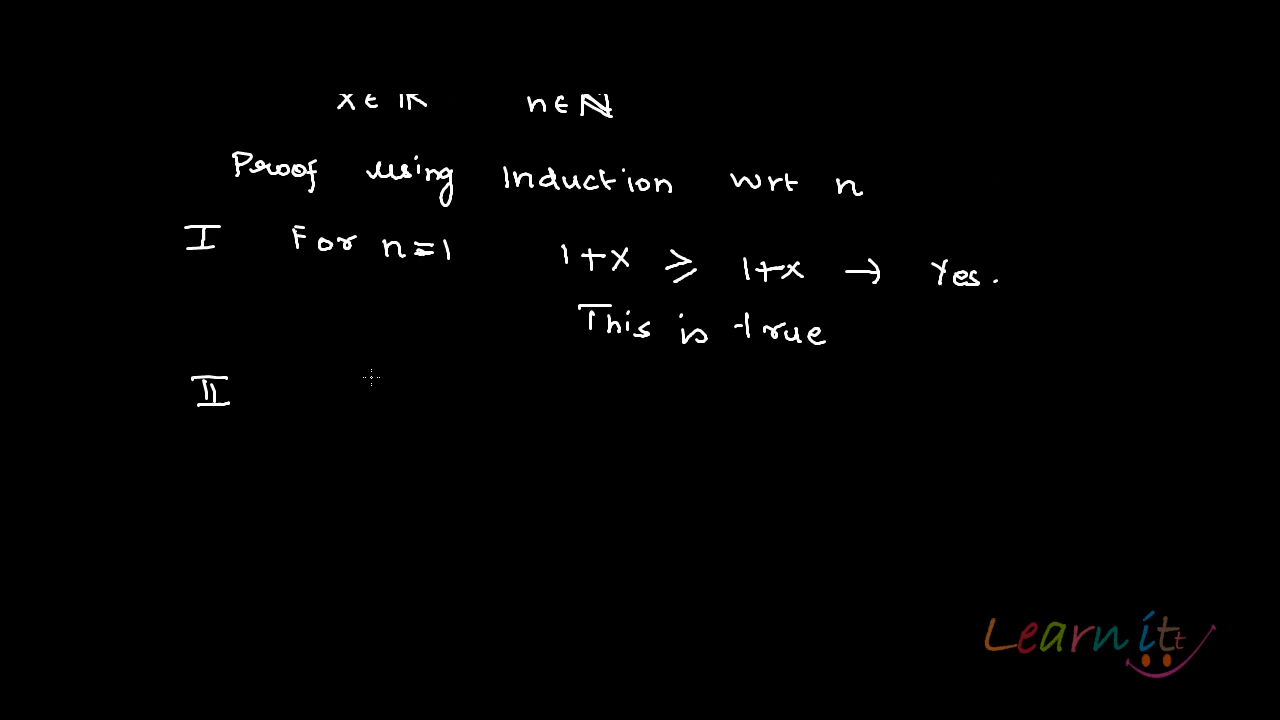 x ∈ ℝ n ∈ ℕ
Proof using Induction wrt n
I For n=1 1+x ⩾ 1+x → Yes.
This is true
II
Learnitt